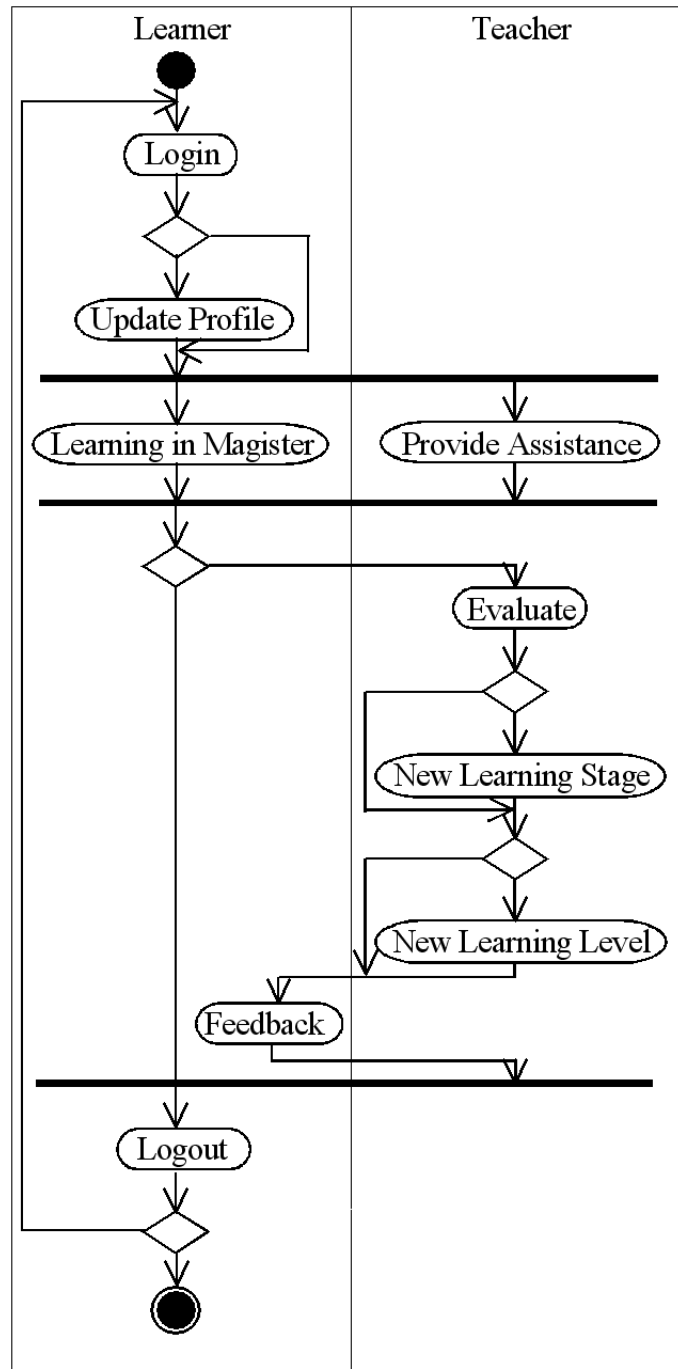 Learner
Teacher
Login
Update Profile
Learning in Magister
Provide Assistance
Evaluate
New Learning Stage
New Learning Level
Feedback
Logout